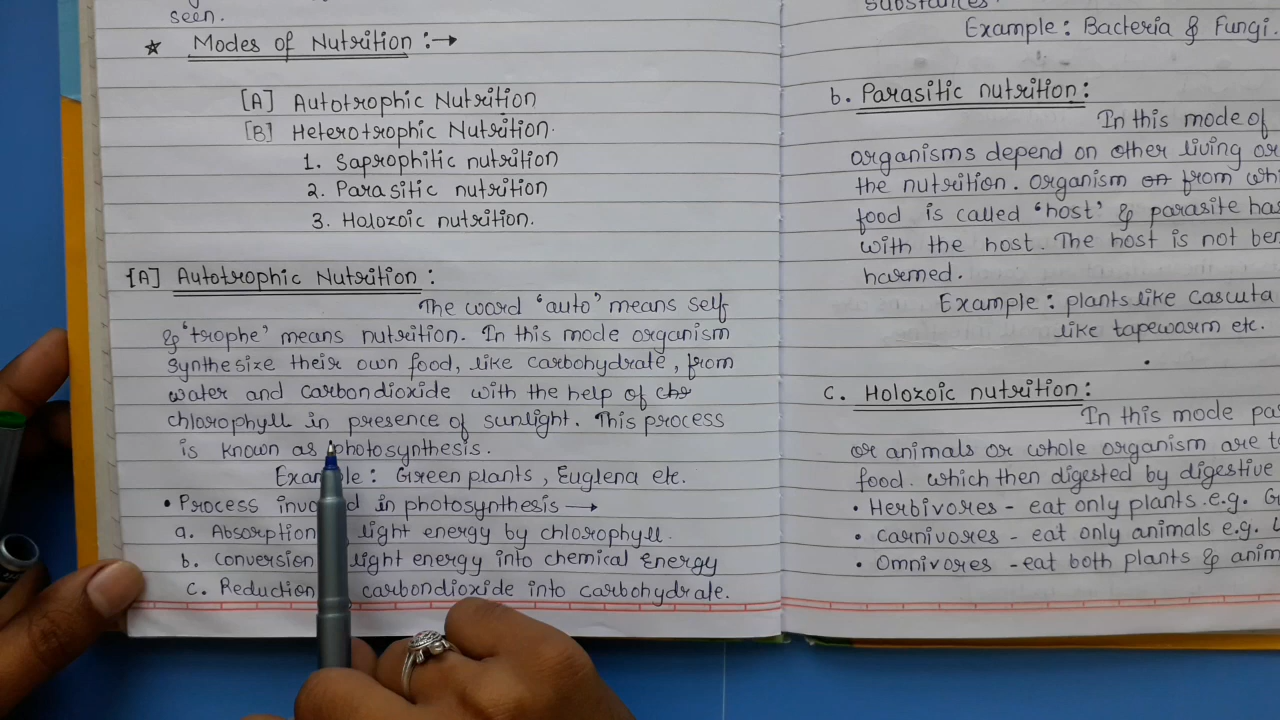 seen.
★ Modes of Nutrition :→
[A] Autotrophic Nutrition
[B] Heterotrophic Nutrition.
1. Saprophitic nutrition
2. Parasitic nutrition
3. Holozoic nutrition.
[A] Autotrophic Nutrition :
The word 'auto' means self
& 'trophe' means nutrition. In this mode organism
synthesize their own food, like carbohydrate, from
water and carbondioxide with the help of
chlorophyll in presence of sunlight. This process
is known as photosynthesis.
Example : Green plants, Euglena etc.
• Process in photosynthesis →
a. Absorption light energy by chlorophyll.
b. Conversion light energy into chemical Energy
c. Reduction carbondioxide into carbohydrate.
substances.
Example : Bacteria & Fungi.
b. Parasitic nutrition :
In this mode of
organisms depend on other living
the nutrition. Organism from
food is called 'host' & parasite
with the host. The host is not
harmed.
Example : plants like Cascuta
like tapeworm etc.
c. Holozoic nutrition :
In this mode
or animals or whole organism are
food. which then digested by digestive
• Herbivores - eat only plants. e.g.
• Carnivores - eat only animals e.g.
• Omnivores - eat both plants &